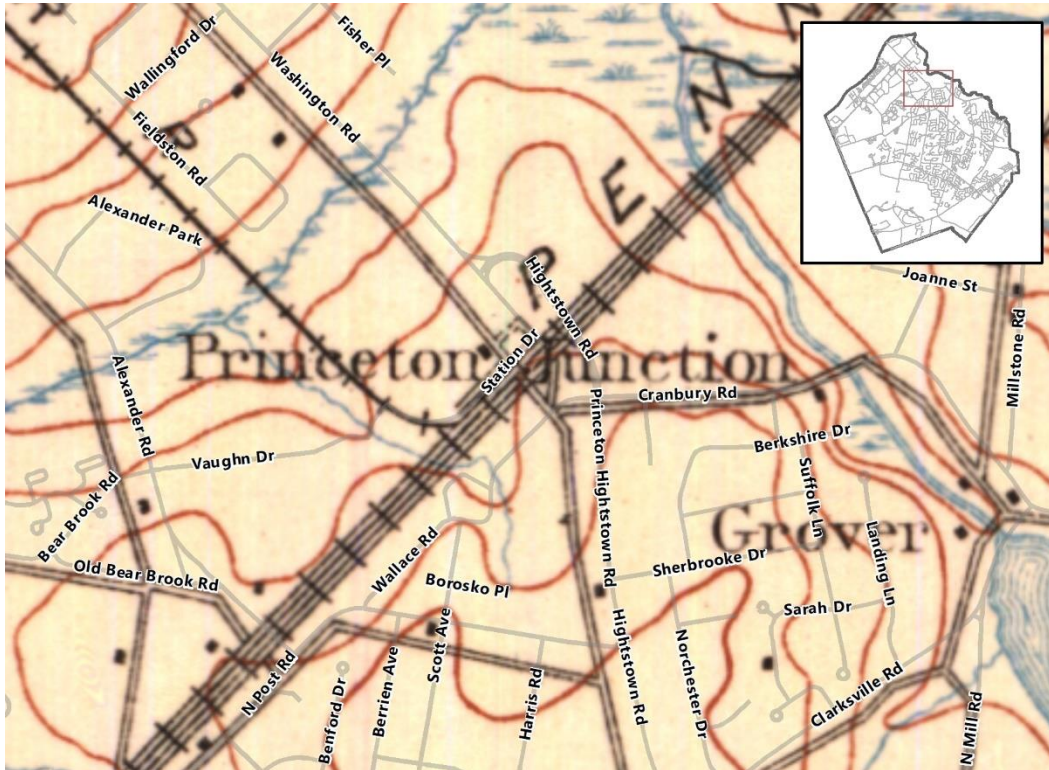 Wallingford Dr
Fisher Pl
Washington Rd
Fieldston Rd
Alexander Park
P E N N
P
Hightstown Rd
Joanne St
Millstone Rd
Princeton Junction
Station Dr
Alexander Rd
Cranbury Rd
Princeton Hightstown Rd
Berkshire Dr
Vaughn Dr
Suffolk Ln
Bear Brook Rd
Grover
Landing Ln
Wallace Rd
Old Bear Brook Rd
Borosko Pl
Sherbrooke Dr
Sarah Dr
Scott Ave
Hightstown Rd
Norchester Dr
N Post Rd
Berrien Ave
Benford Dr
Harris Rd
Clarksville Rd
N Mill Rd